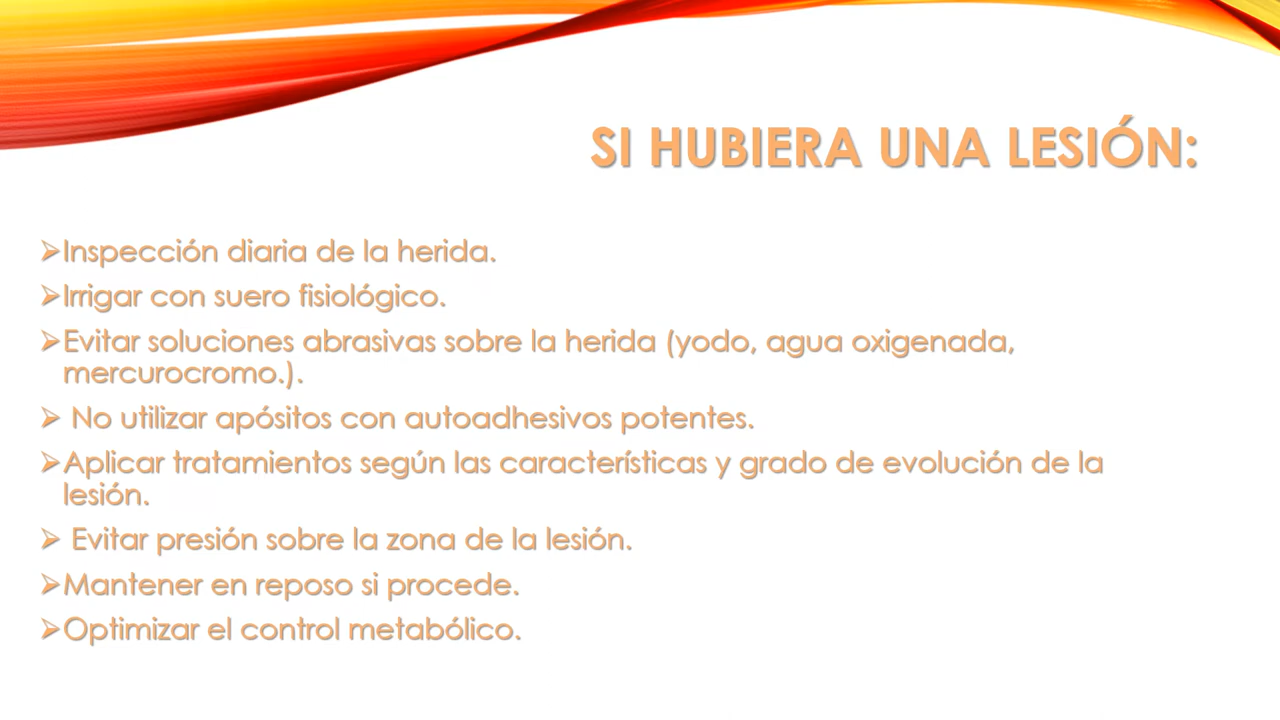 SI HUBIERA UNA LESIÓN:
➢Inspección diaria de la herida.
➢Irrigar con suero fisiológico.
➢Evitar soluciones abrasivas sobre la herida (yodo, agua oxigenada,
mercurocromo.).
➢ No utilizar apósitos con autoadhesivos potentes.
➢Aplicar tratamientos según las características y grado de evolución de la
lesión.
➢ Evitar presión sobre la zona de la lesión.
➢Mantener en reposo si procede.
➢Optimizar el control metabólico.